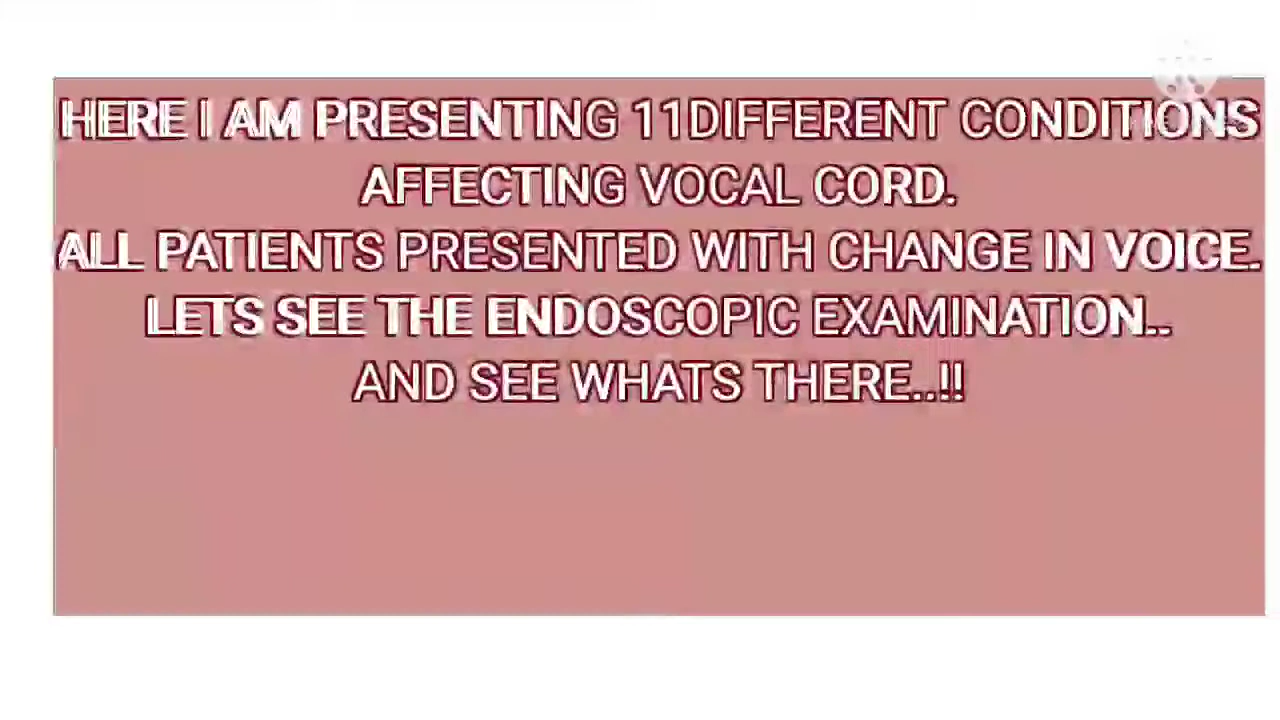 HERE I AM PRESENTING 11DIFFERENT CONDITIONS
AFFECTING VOCAL CORD.
ALL PATIENTS PRESENTED WITH CHANGE IN VOICE.
LETS SEE THE ENDOSCOPIC EXAMINATION..
AND SEE WHATS THERE..!!